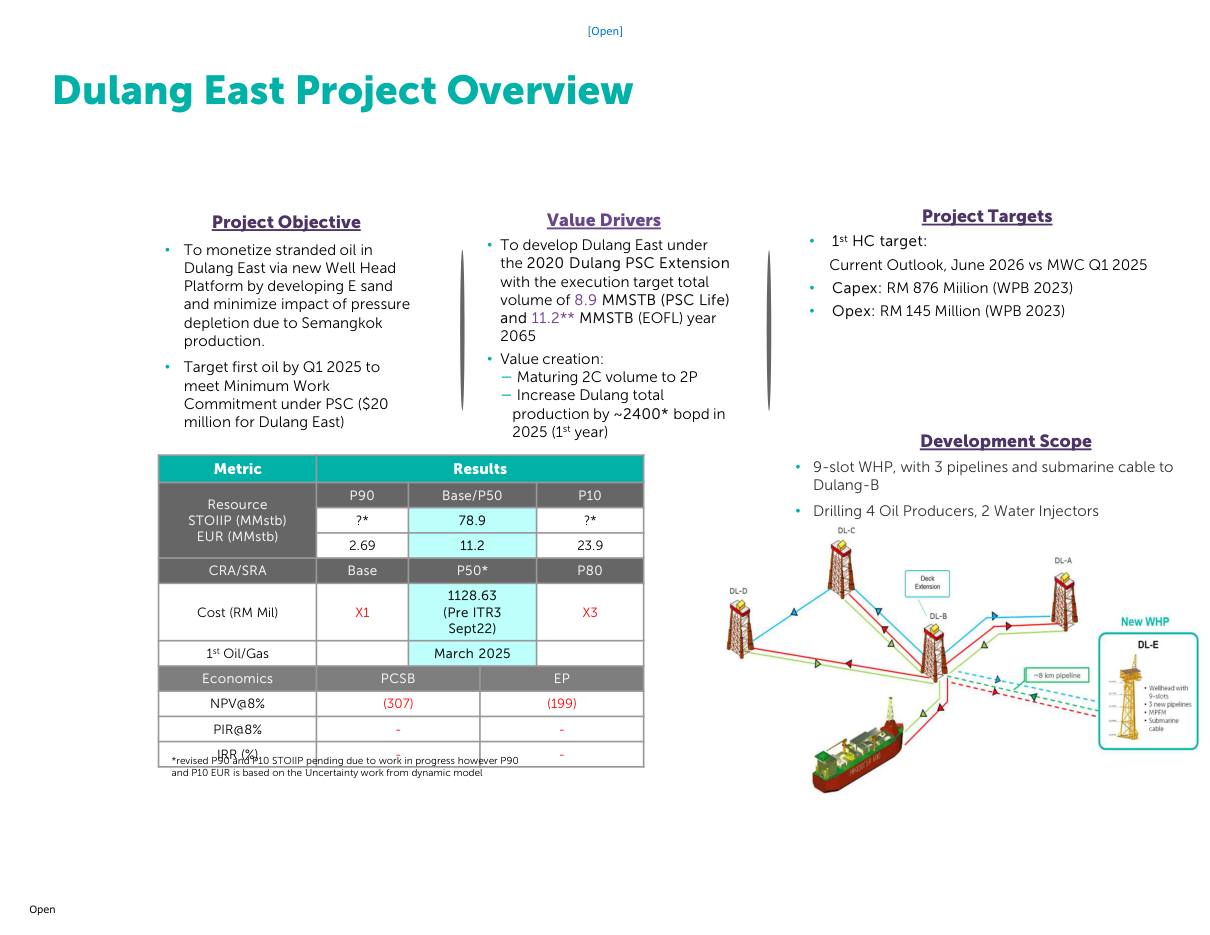 [Open]
Dulang East Project Overview
Project Objective
• To monetize stranded oil in
Dulang East via new Well Head
Platform by developing E sand
and minimize impact of pressure
depletion due to Semangkok
production.
• Target first oil by Q1 2025 to
meet Minimum Work
Commitment under PSC ($20
million for Dulang East)
Value Drivers
• To develop Dulang East under
the 2020 Dulang PSC Extension
with the execution target total
volume of 8.9 MMSTB (PSC Life)
and 11.2** MMSTB (EOFL) year
2065
• Value creation:
– Maturing 2C volume to 2P
– Increase Dulang total
production by ~2400* bopd in
2025 (1st year)
Project Targets
• 1st HC target:
Current Outlook, June 2026 vs MWC Q1 2025
• Capex: RM 876 Miilion (WPB 2023)
• Opex: RM 145 Million (WPB 2023)
Metric Results
Resource
STOIIP (MMstb)
EUR (MMstb)
P90 Base/P50 P10
?* 78.9 ?*
2.69 11.2 23.9
CRA/SRA Base P50* P80
Cost (RM Mil) X1 1128.63 X3
(Pre ITR3
Sept22)
1st Oil/Gas March 2025
Economics PCSB EP
NPV@8% (307) (199)
PIR@8% - -
IRR (%) - -
*revised P90 and P10 STOIIP pending due to work in progress however P90
and P10 EUR is based on the Uncertainty work from dynamic model
Development Scope
• 9-slot WHP, with 3 pipelines and submarine cable to
Dulang-B
• Drilling 4 Oil Producers, 2 Water Injectors
DL-C
DL-A
Deck
Extension
DL-D
DL-B
New WHP
DL-E
~8 km pipeline
• Wellhead with
9-slots
• 3 new pipelines
• MPFM
• Submarine
cable
Open